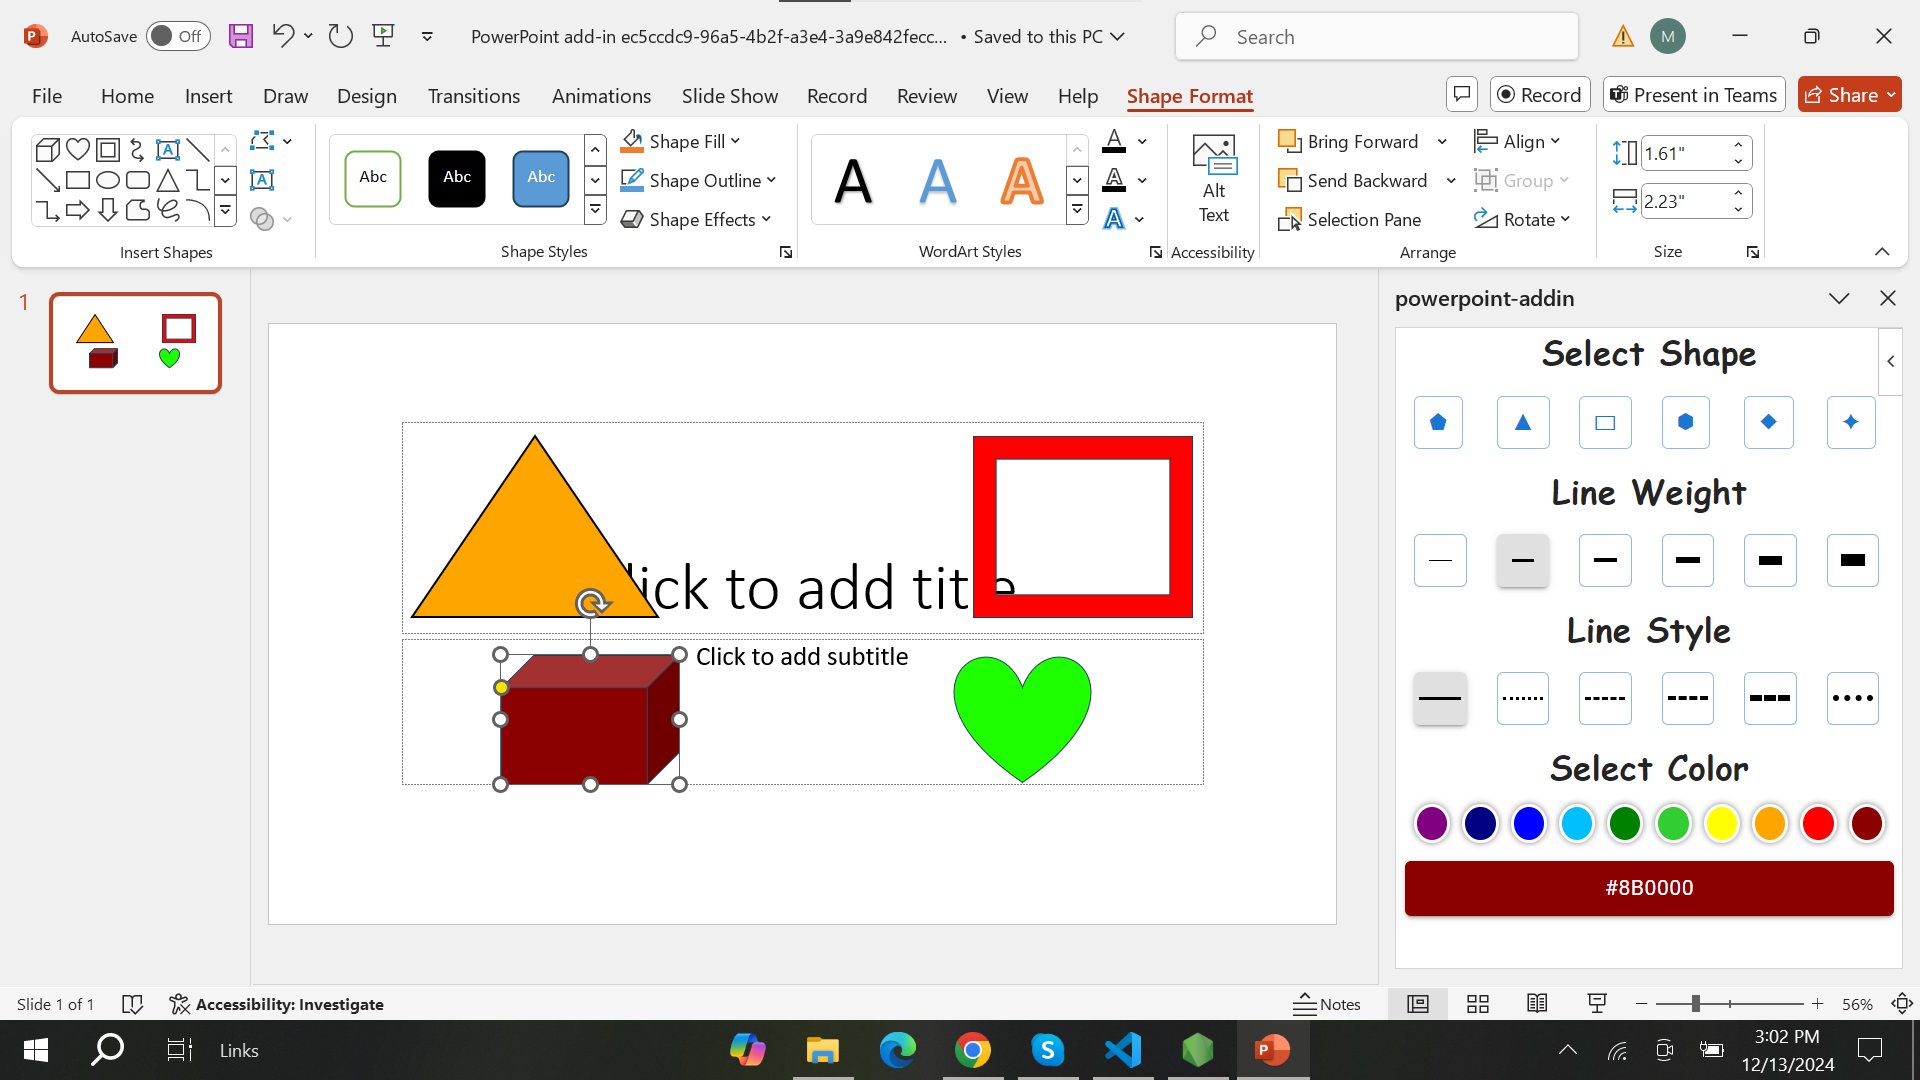 AutoSave Off PowerPoint add-in ec5ccdc9-96a5-4b2f-a3e4-3a9e842fecc... • Saved to this PC Search M
File Home Insert Draw Design Transitions Animations Slide Show Record Review View Help Shape Format Record Present in Teams Share
Abc Abc Abc
Shape Fill
Shape Outline
Shape Effects
A A A
Alt
Text
Bring Forward
Send Backward
Selection Pane
Align
Group
Rotate
1.61"
2.23"
Insert Shapes Shape Styles WordArt Styles Accessibility Arrange Size
1
lick to add title
Click to add subtitle
powerpoint-addin
Select Shape
Line Weight
Line Style
Select Color
#8B0000
Slide 1 of 1 Accessibility: Investigate Notes 56%
Links
3:02 PM
12/13/2024